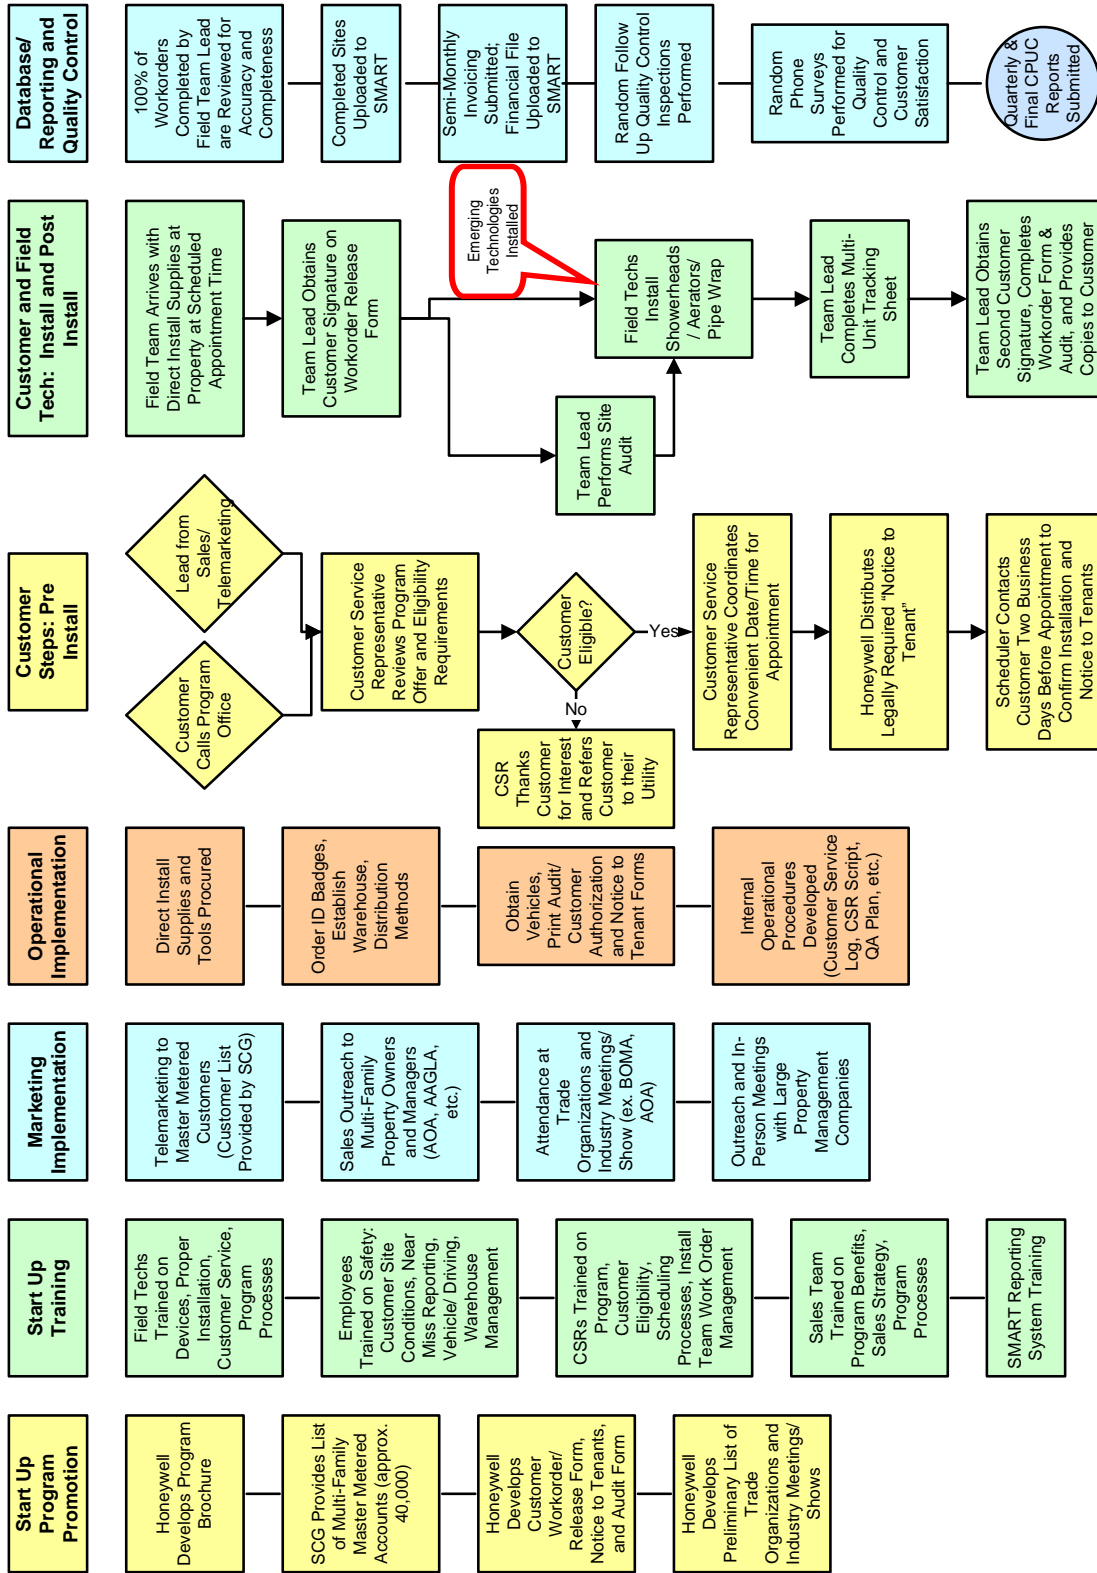 Start Up
Program
Promotion
Honeywell
Develops Program
Brochure
SCG Provides List
of Multi-Family
Master Metered
Accounts (approx.
40,000)
Honeywell
Develops
Customer
Workorder/
Release Form,
Notice to Tenants,
and Audit Form
Honeywell
Develops
Preliminary List of
Trade
Organizations and
Industry Meetings/
Shows
Start Up
Training
Field Techs
Trained on
Devices, Proper
Installation,
Customer Service,
Program
Processes
Employees
Trained on Safety:
Customer Site
Conditions, Near
Miss Reporting,
Vehicle/ Driving,
Warehouse
Management
CSRs Trained on
Program,
Customer
Eligibility,
Scheduling
Processes, Install
Team Work Order
Management
Sales Team
Trained on
Program Benefits,
Sales Strategy,
Program
Processes
SMART Reporting
System Training
Marketing
Implementation
Telemarketing to
Master Metered
Customers
(Customer List
Provided by SCG)
Sales Outreach to
Multi-Family
Property Owners
and Managers
(AOA, AAGLA,
etc.)
Attendance at
Trade
Organizations and
Industry Meetings/
Show (ex. BOMA,
AOA)
Outreach and In-
Person Meetings
with Large
Property
Management
Companies
Operational
Implementation
Direct Install
Supplies and
Tools Procured
Order ID Badges,
Establish
Warehouse,
Distribution
Methods
Obtain
Vehicles,
Print Audit/
Customer
Authorization
and Notice to
Tenant Forms
Internal
Operational
Procedures
Developed
(Customer Service
Log, CSR Script,
QA Plan, etc.)
Customer
Steps: Pre
Install
Customer
Calls Program
Office
Lead from
Sales/
Telemarketing
Customer Service
Representative
Reviews Program
Offer and Eligibility
Requirements
Customer
Eligible?
No
Yes
CSR
Thanks
Customer
for Interest
and Refers
Customer
to their
Utility
Customer Service
Representative Coordinates
Convenient Date/Time for
Appointment
Honeywell Distributes
Legally Required “Notice to
Tenant”
Scheduler Contacts
Customer Two Business
Days Before Appointment to
Confirm Installation and
Notice to Tenants
Customer and Field
Tech: Install and Post
Install
Field Team Arrives with
Direct Install Supplies at
Property at Scheduled
Appointment Time
Team Lead Obtains
Customer Signature on
Workorder Release
Form
Team Lead
Performs Site
Audit
Emerging
Technologies
Installed
Field Techs
Install
Showerheads
/ Aerators/
Pipe Wrap
Team Lead
Completes Multi-
Unit Tracking
Sheet
Team Lead Obtains
Second Customer
Signature, Completes
Workorder Form &
Audit, and Provides
Copies to Customer
Database/
Reporting and
Quality Control
100% of
Workorders
Completed by
Field Team Lead
are Reviewed for
Accuracy and
Completeness
Completed Sites
Uploaded to
SMART
Semi-Monthly
Invoicing
Submitted;
Financial File
Uploaded to
SMART
Random Follow
Up Quality Control
Inspections
Performed
Random
Phone
Surveys
Performed for
Quality
Control and
Customer
Satisfaction
Quarterly &
Final CPUC
Reports
Submitted